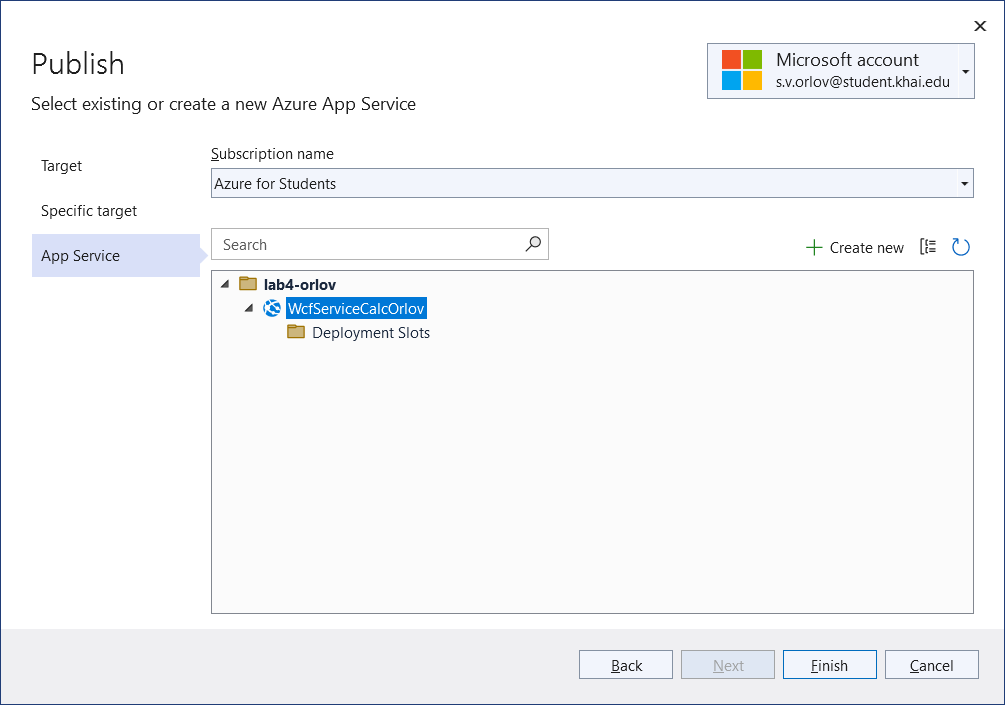 Publish
Select existing or create a new Azure App Service
Microsoft account
s.v.orlov@student.khai.edu
Target
Specific target
App Service
Subscription name
Azure for Students
Search
Create new
lab4-orlov
WcfServiceCalcOrlov
Deployment Slots
Back Next Finish Cancel